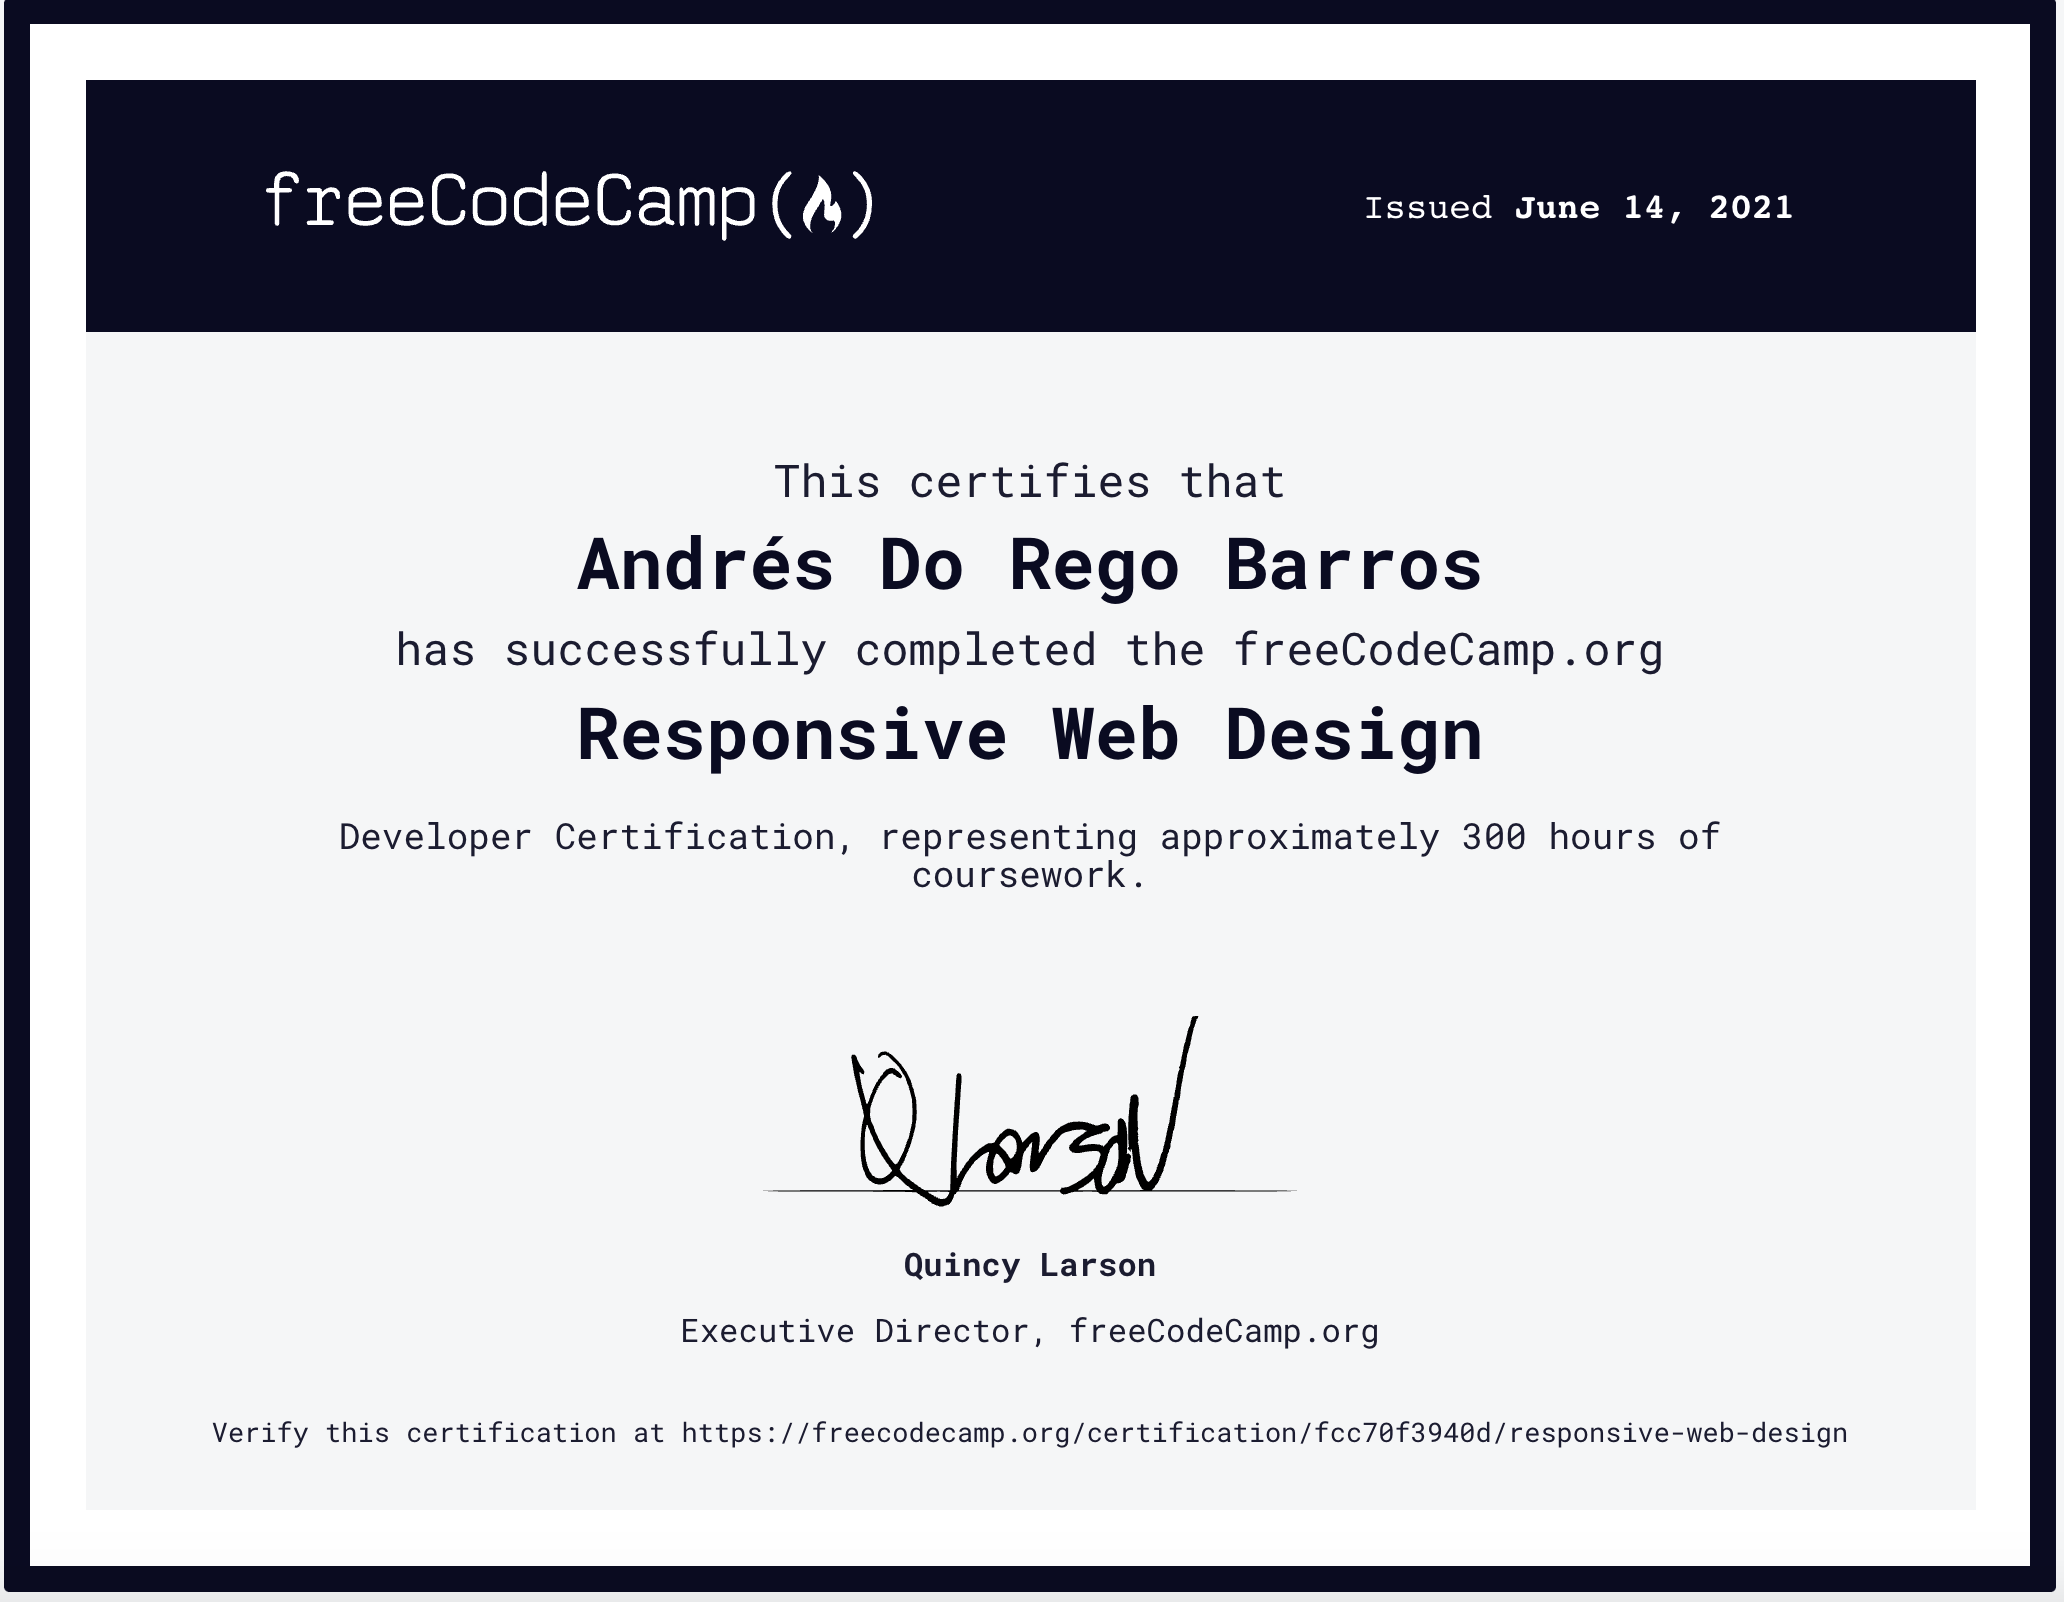 freeCodeCamp(🔥)
Issued June 14, 2021
This certifies that
Andrés Do Rego Barros
has successfully completed the freeCodeCamp.org
Responsive Web Design
Developer Certification, representing approximately 300 hours of
coursework.
Q Larson
Quincy Larson
Executive Director, freeCodeCamp.org
Verify this certification at https://freecodecamp.org/certification/fcc70f3940d/responsive-web-design